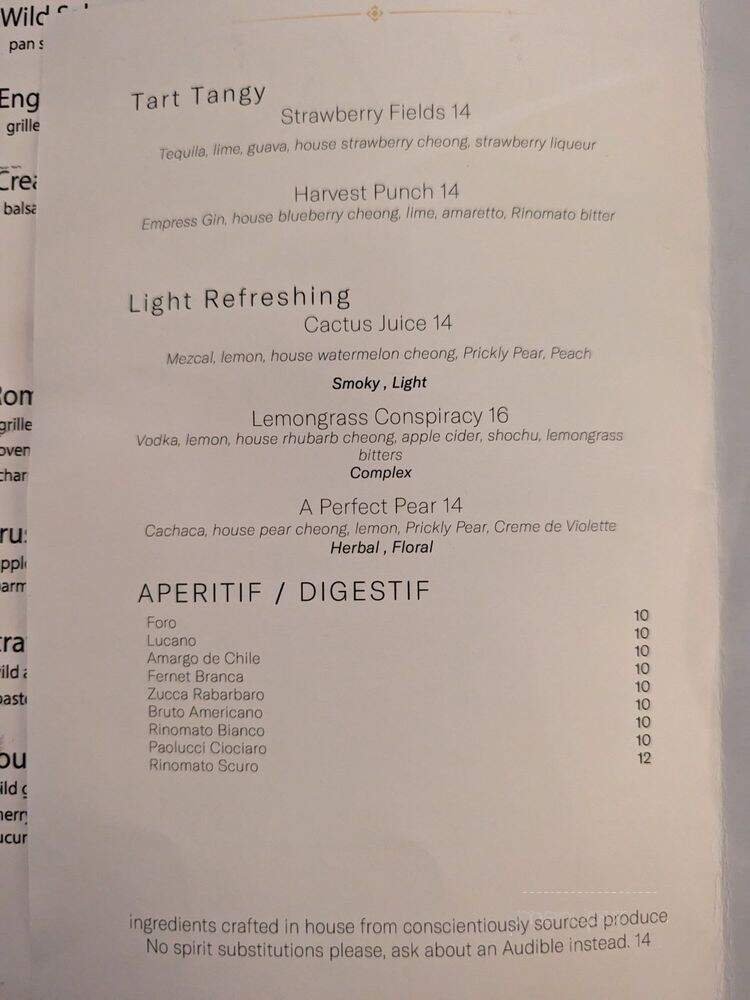 Wild
pan s
Eng
grille
Crea
balsa
grille
oven
char
Tart Tangy
Strawberry Fields 14
Tequila, lime, guava, house strawberry cheong, strawberry liqueur
Harvest Punch 14
Empress Gin, house blueberry cheong, lime, amaretto, Rinomato bitter
Light Refreshing
Cactus Juice 14
Mezcal, lemon, house watermelon cheong, Prickly Pear, Peach
Smoky , Light
Lemongrass Conspiracy 16
Vodka, lemon, house rhubarb cheong, apple cider, shochu, lemongrass
bitters
Complex
A Perfect Pear 14
Cachaca, house pear cheong, lemon, Prickly Pear, Creme de Violette
Herbal , Floral
APERITIF / DIGESTIF
Foro 10
Lucano 10
Amargo de Chile 10
Fernet Branca 10
Zucca Rabarbaro 10
Bruto Americano 10
Rinomato Bianco 10
Paolucci Ciociaro 10
Rinomato Scuro 12
ingredients crafted in house from conscientiously sourced produce
No spirit substitutions please, ask about an Audible instead. 14